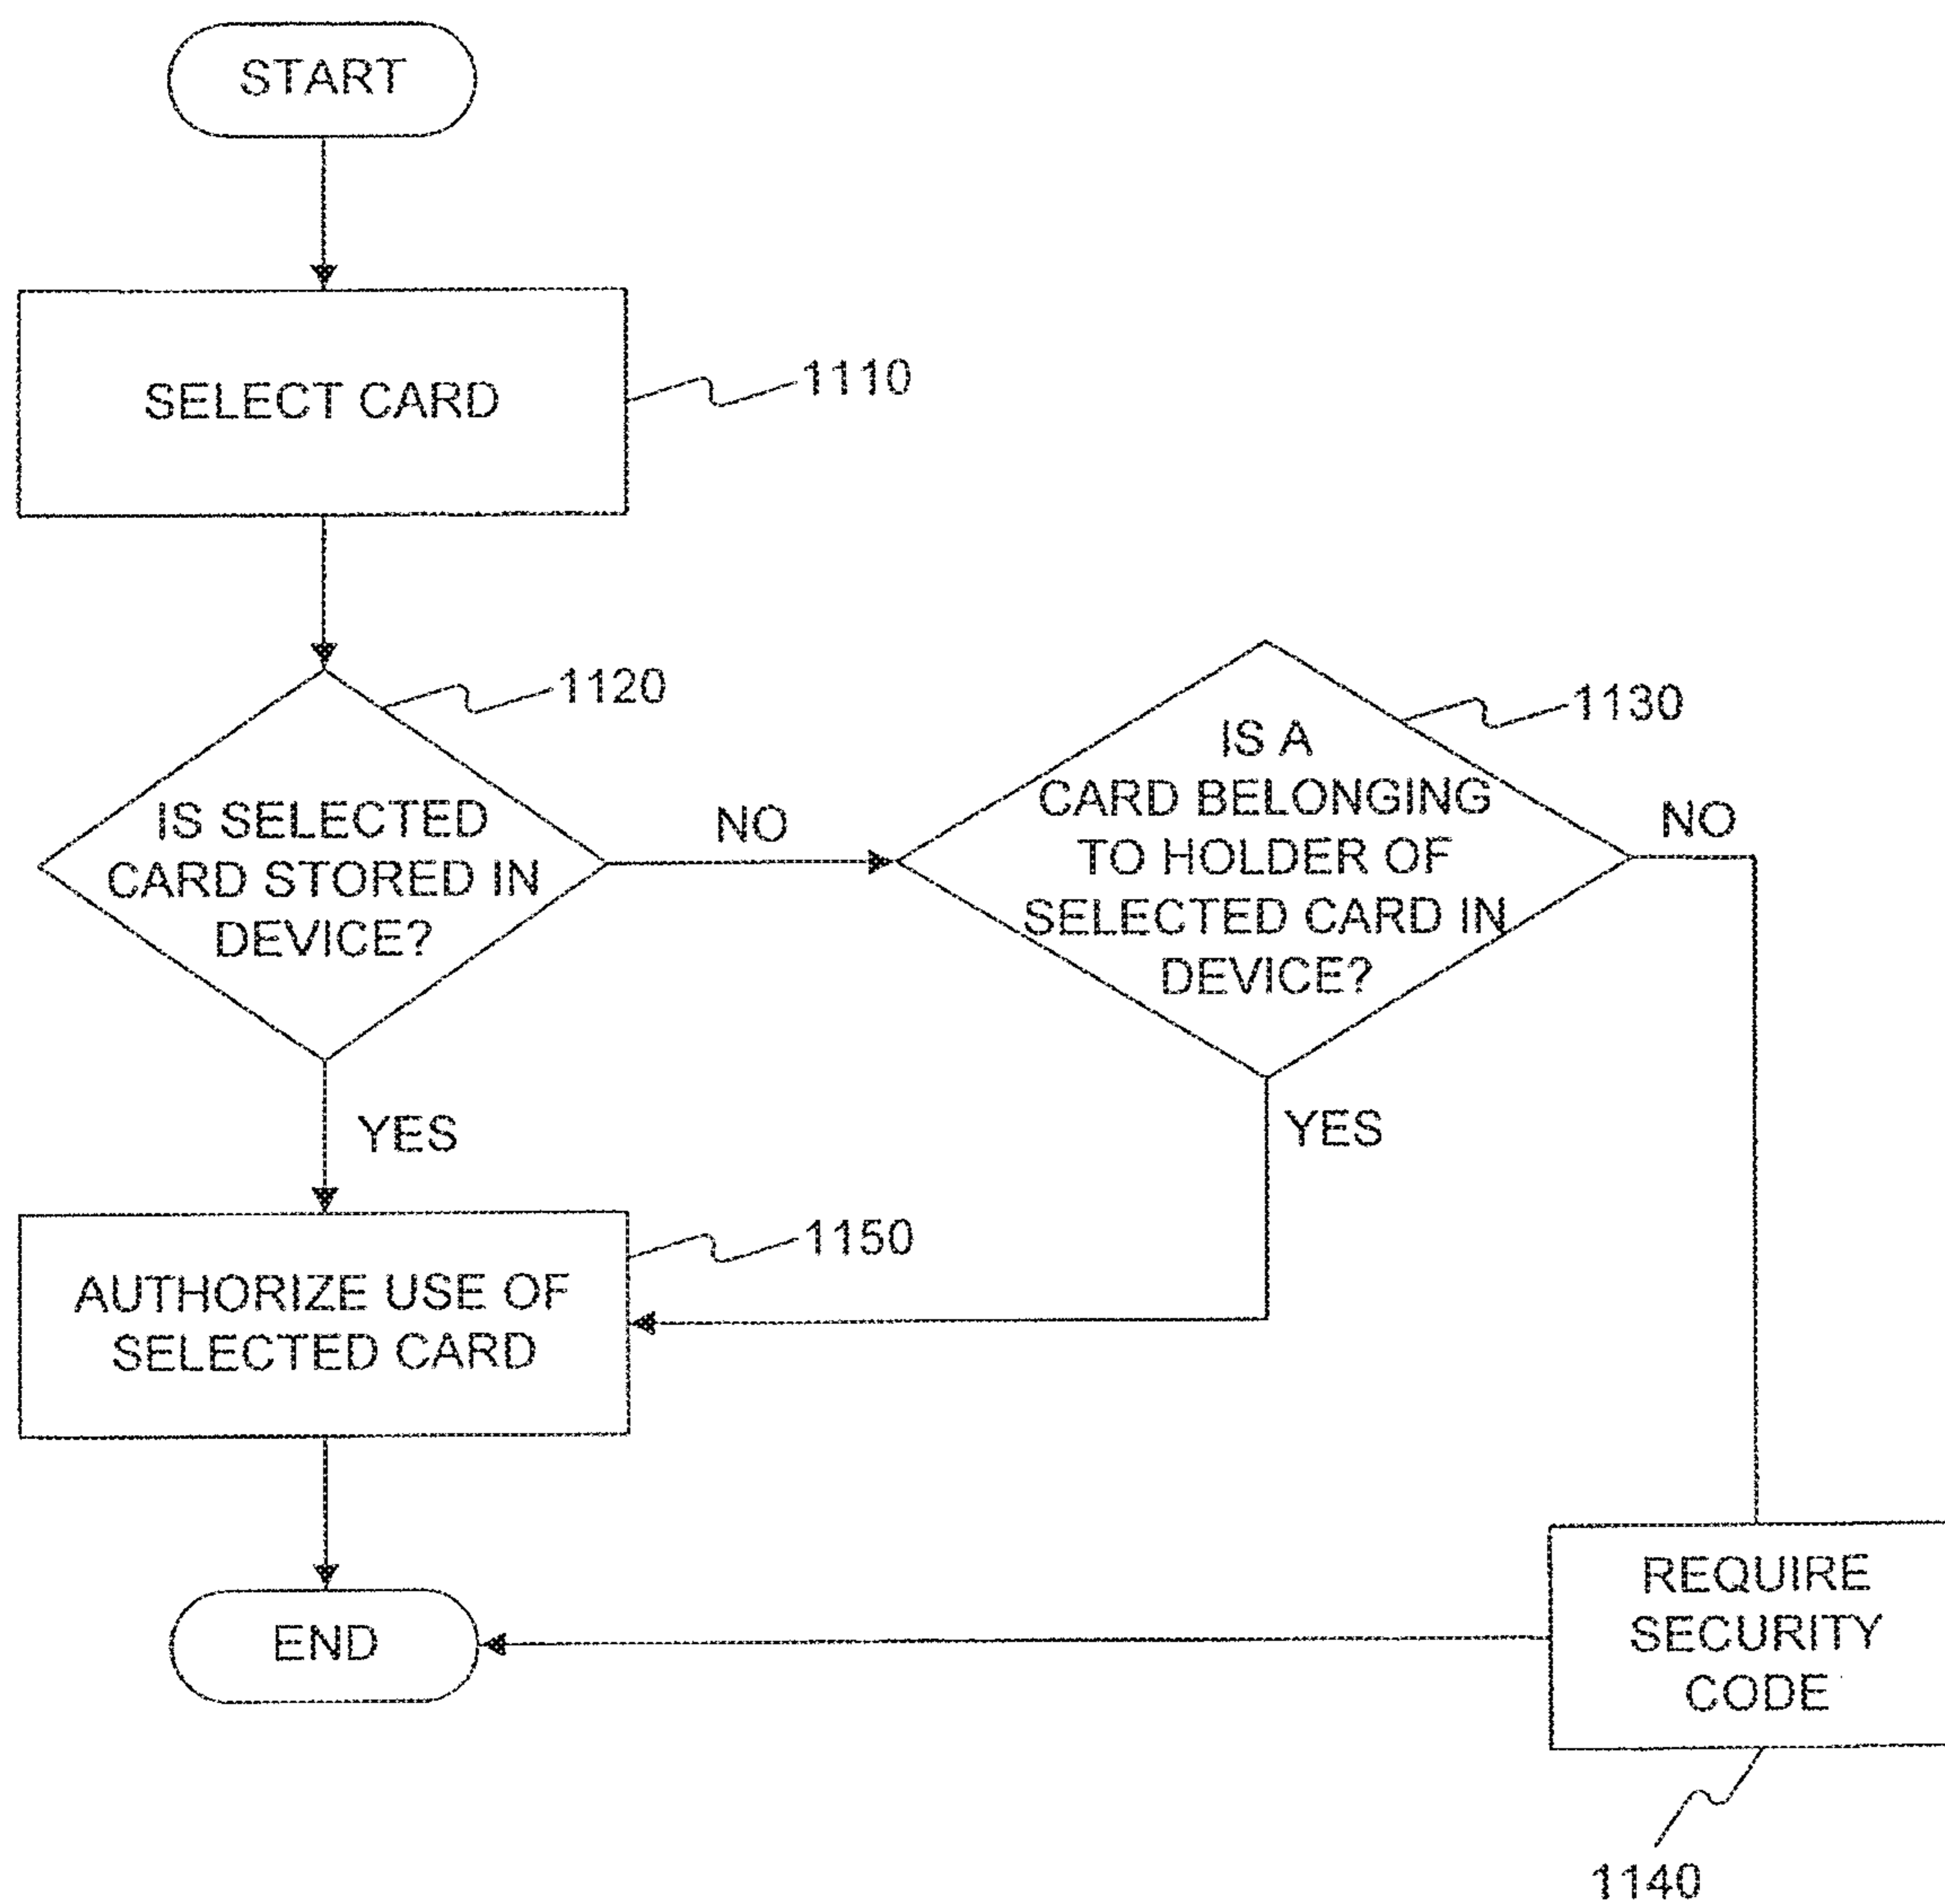 START
SELECT CARD
1110
1120
IS SELECTED
CARD STORED IN
DEVICE?
NO
1130
IS A
CARD BELONGING
TO HOLDER OF
SELECTED CARD IN
DEVICE?
NO
YES
YES
1150
AUTHORIZE USE OF
SELECTED CARD
END
REQUIRE
SECURITY
CODE
1140